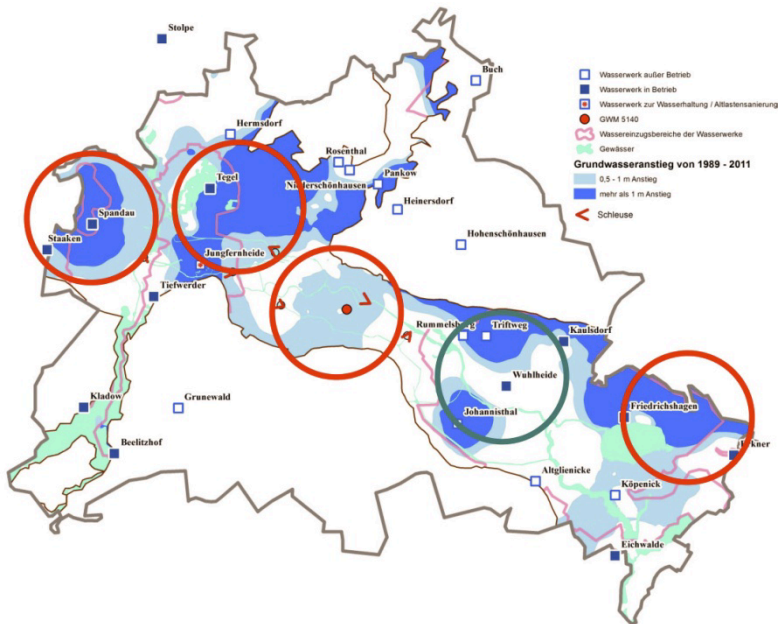 Stolpe
Buch
Wasserwerk außer Betrieb
Wasserwerk in Betrieb
Wasserwerk zur Wasserhaltung / Altlastensanierung
GWM 5140
Wassereinzugsbereiche der Wasserwerke
Gewässer
Grundwasseranstieg von 1989 - 2011
0,5 - 1 m Anstieg
mehr als 1 m Anstieg
Schleuse
Hermsdorf
Rosenthal
Tegel
Niederschönhausen
Pankow
Heinersdorf
Spandau
Staaken
Jungfernheide
Hohenschönhausen
Tiefwerder
Rummelsburg
Triftweg
Kaulsdorf
Wuhlheide
Kladow
Grunewald
Johannisthal
Friedrichshagen
Beelitzhof
Erkner
Altglienicke
Köpenick
Eichwalde